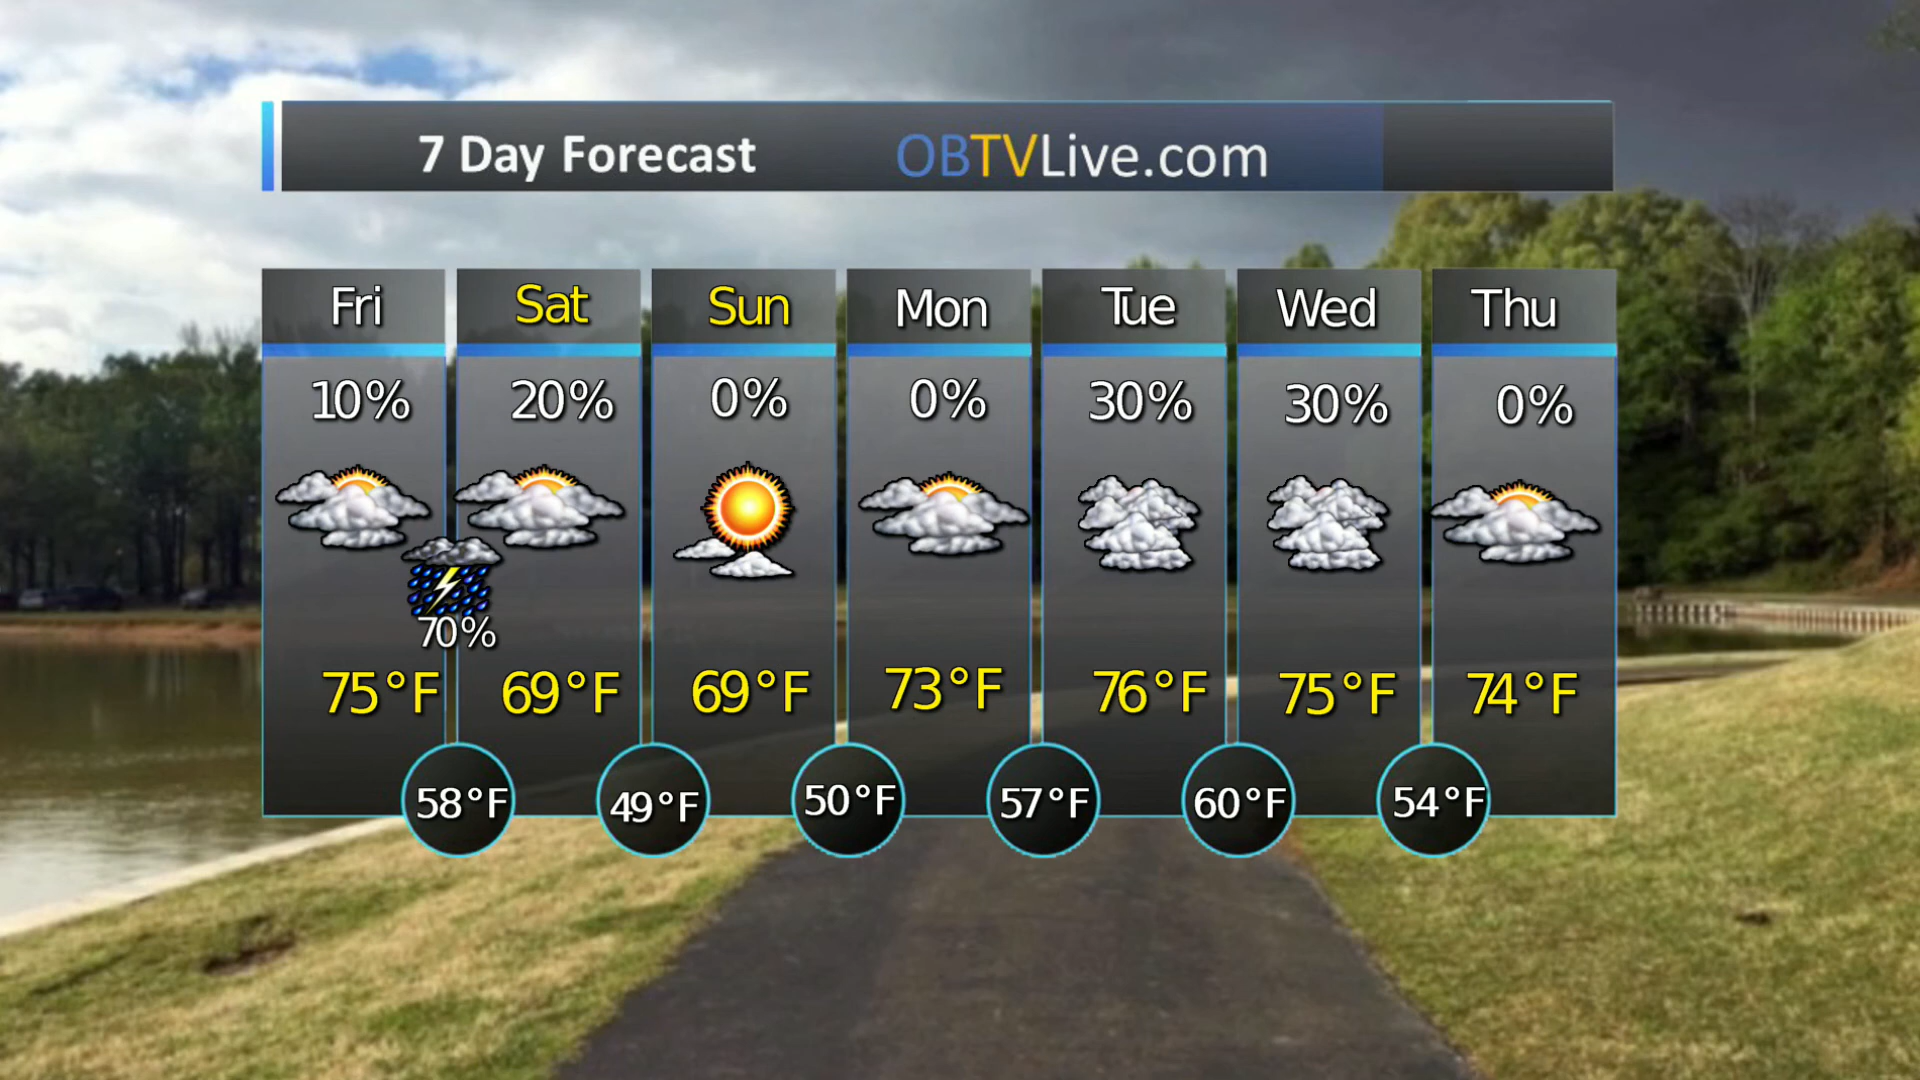 7 Day Forecast OBTVLive.com
Fri Sat Sun Mon Tue Wed Thu
10% 20% 0% 0% 30% 30% 0%
70%
75°F 69°F 69°F 73°F 76°F 75°F 74°F
58°F 49°F 50°F 57°F 60°F 54°F